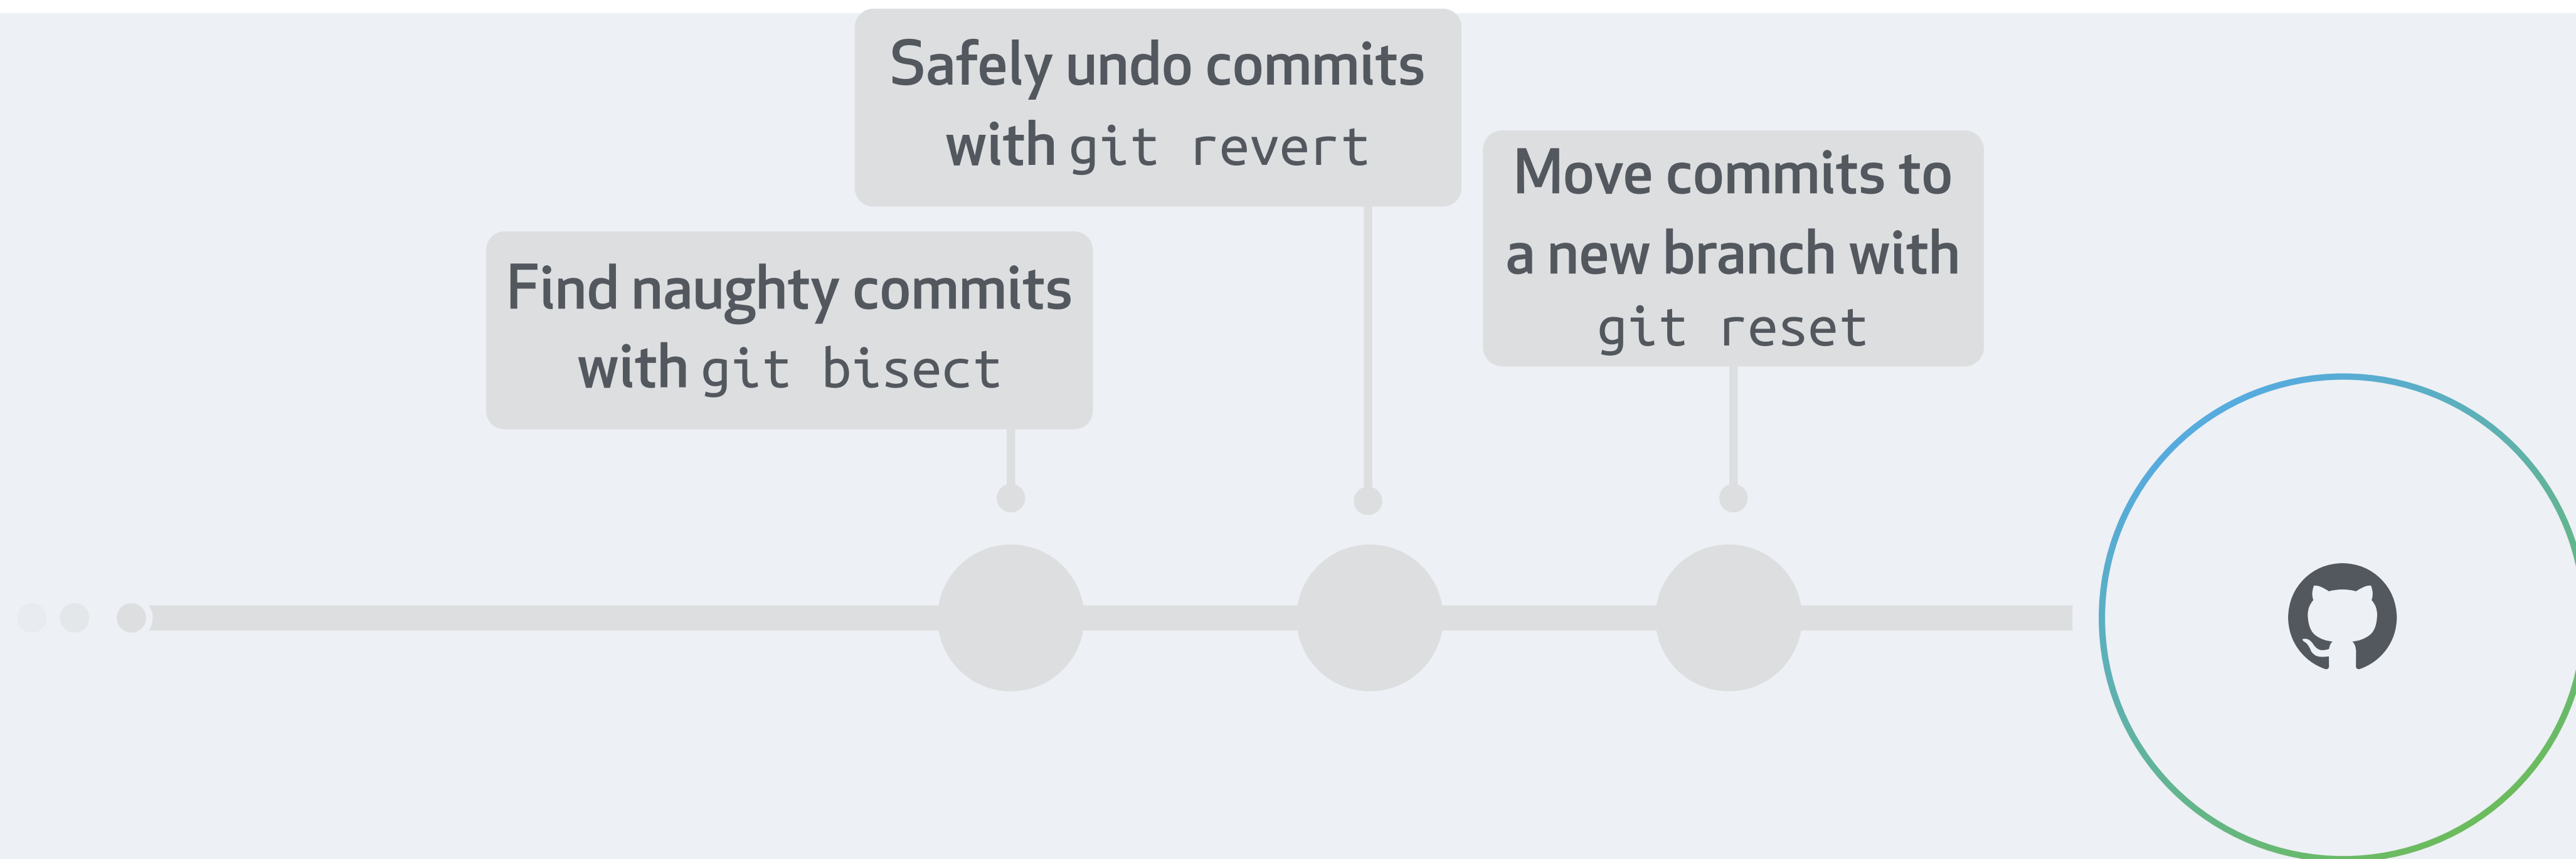 Safely undo commits
with git revert
Move commits to
a new branch with
git reset
Find naughty commits
with git bisect